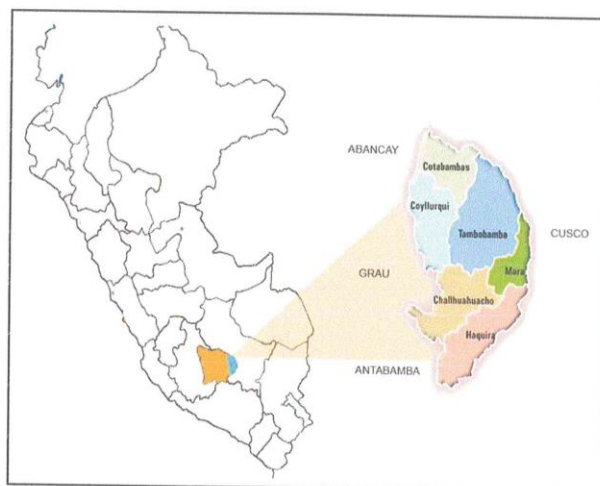 ABANCAY
Cotabambas
Coyllurqui
Tambobamba
CUSCO
GRAU
Mara
Challhuahuacho
Haquira
ANTABAMBA